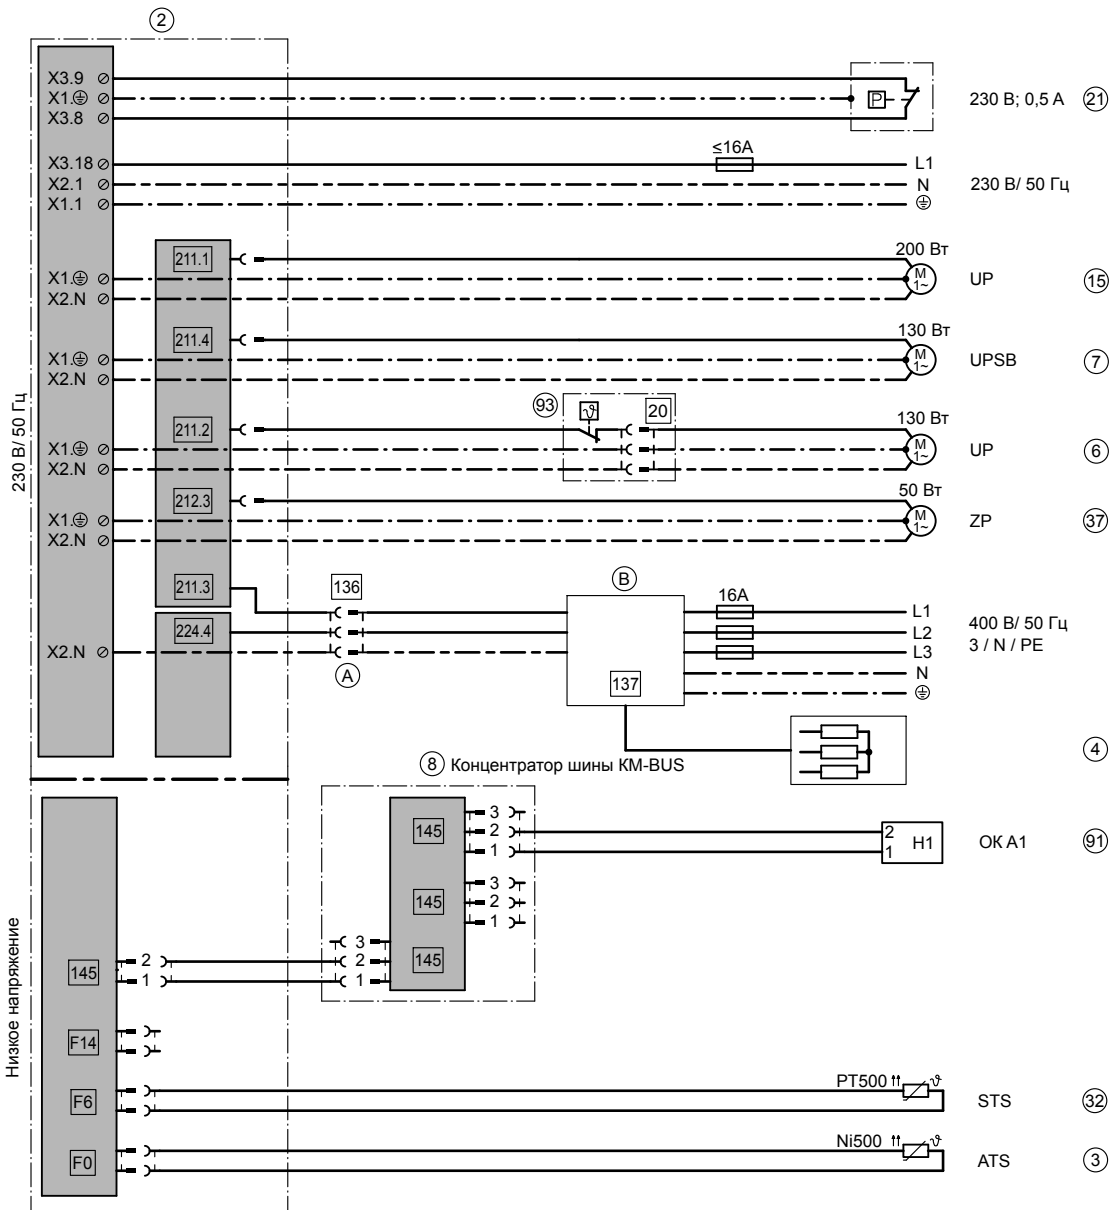 2
X3.9
X1.⏚
X3.8
P
230 В; 0,5 А 21
≤16A
X3.18
L1
X2.1
N
230 В/ 50 Гц
X1.1
⏚
200 Вт
211.1
X1.⏚
M
1~
UP 15
X2.N
130 Вт
211.4
X1.⏚
M
1~
UPSB 7
X2.N
93
ϑ
20
130 Вт
211.2
X1.⏚
M
1~
UP 6
X2.N
50 Вт
212.3
X1.⏚
M
1~
ZP 37
X2.N
230 В/ 50 Гц
211.3
136
B
16A
L1
224.4
L2
400 В/ 50 Гц
3 / N / PE
X2.N
L3
A
137
N
⏚
4
8 Концентратор шины KM-BUS
3
145
2
1
2
1
H1
ОК А1 91
3
145
2
1
3
2
1
145
145
2
1
Низкое напряжение
F14
PT500 ↑↑ ϑ
F6
STS 32
Ni500 ↑↑ ϑ
F0
ATS 3